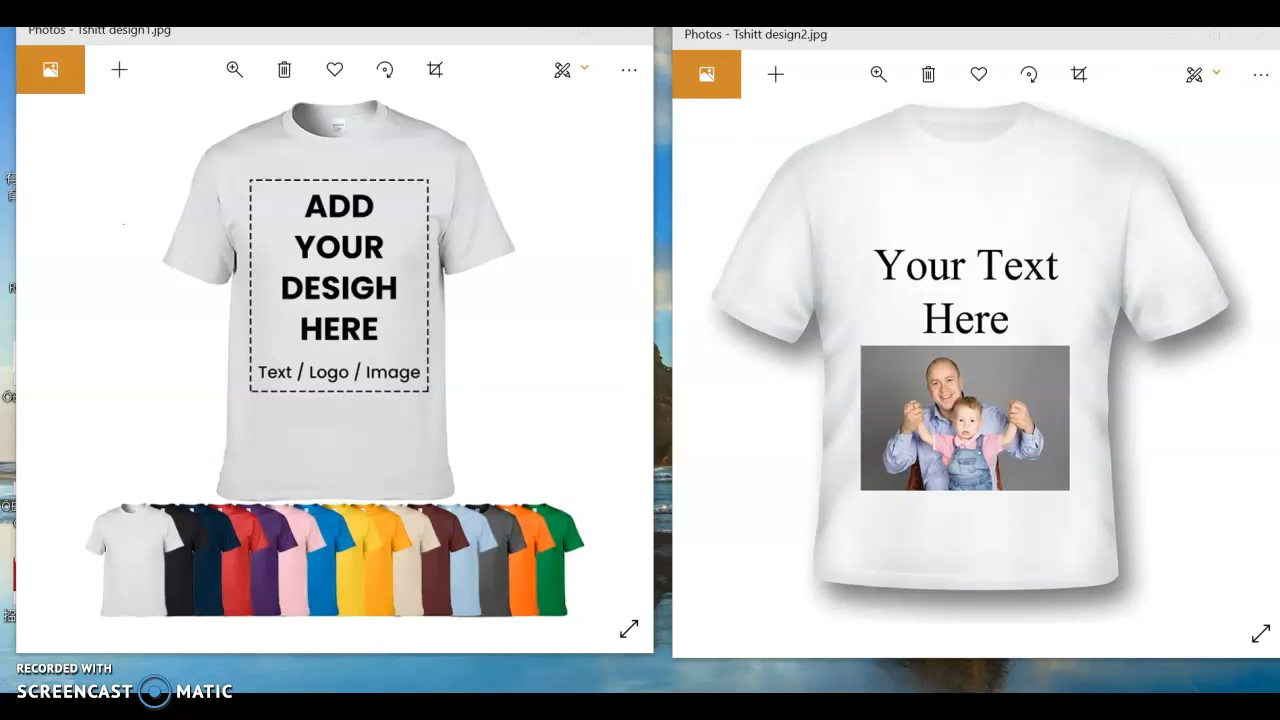 Photos - Tshitt design1.jpg
ADD
YOUR
DESIGH
HERE
Text / Logo / Image
Photos - Tshitt design2.jpg
Your Text
Here
RECORDED WITH
SCREENCAST MATIC